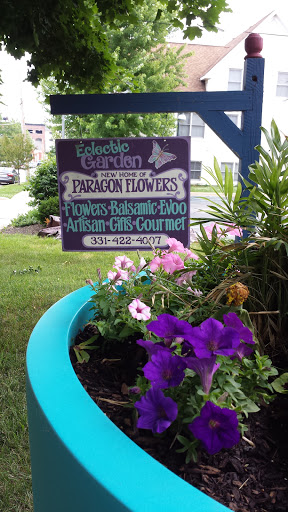 Eclectic
Garden
NEW HOME OF
PARAGON FLOWERS
Flowers•Balsamic•Evoo
•Artisan•Gifts•Gourmet
331-422-4007